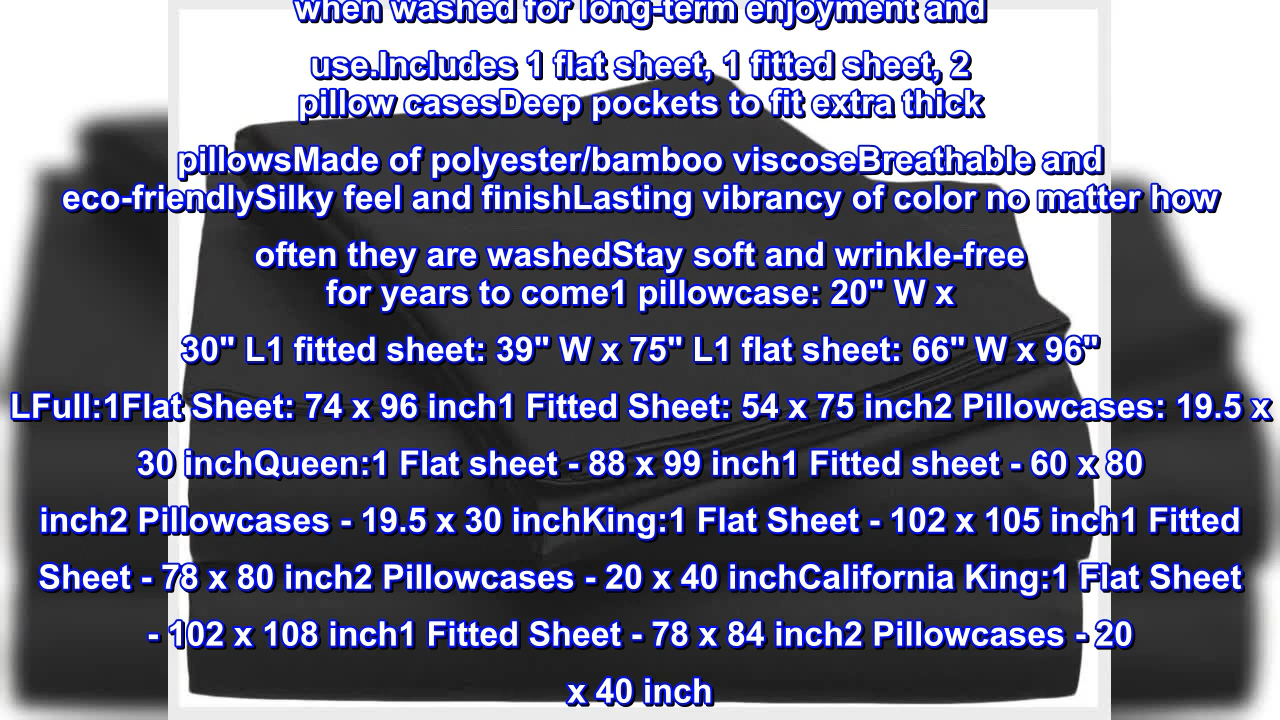 when washed for long-term enjoyment and
use.Includes 1 flat sheet, 1 fitted sheet, 2
pillow casesDeep pockets to fit extra thick
pillowsMade of polyester/bamboo viscoseBreathable and
eco-friendlySilky feel and finishLasting vibrancy of color no matter how
often they are washedStay soft and wrinkle-free
for years to come1 pillowcase: 20" W x
30" L1 fitted sheet: 39" W x 75" L1 flat sheet: 66" W x 96"
LFull:1Flat Sheet: 74 x 96 inch1 Fitted Sheet: 54 x 75 inch2 Pillowcases: 19.5 x
30 inchQueen:1 Flat sheet - 88 x 99 inch1 Fitted sheet - 60 x 80
inch2 Pillowcases - 19.5 x 30 inchKing:1 Flat Sheet - 102 x 105 inch1 Fitted
Sheet - 78 x 80 inch2 Pillowcases - 20 x 40 inchCalifornia King:1 Flat Sheet
- 102 x 108 inch1 Fitted Sheet - 78 x 84 inch2 Pillowcases - 20
x 40 inch